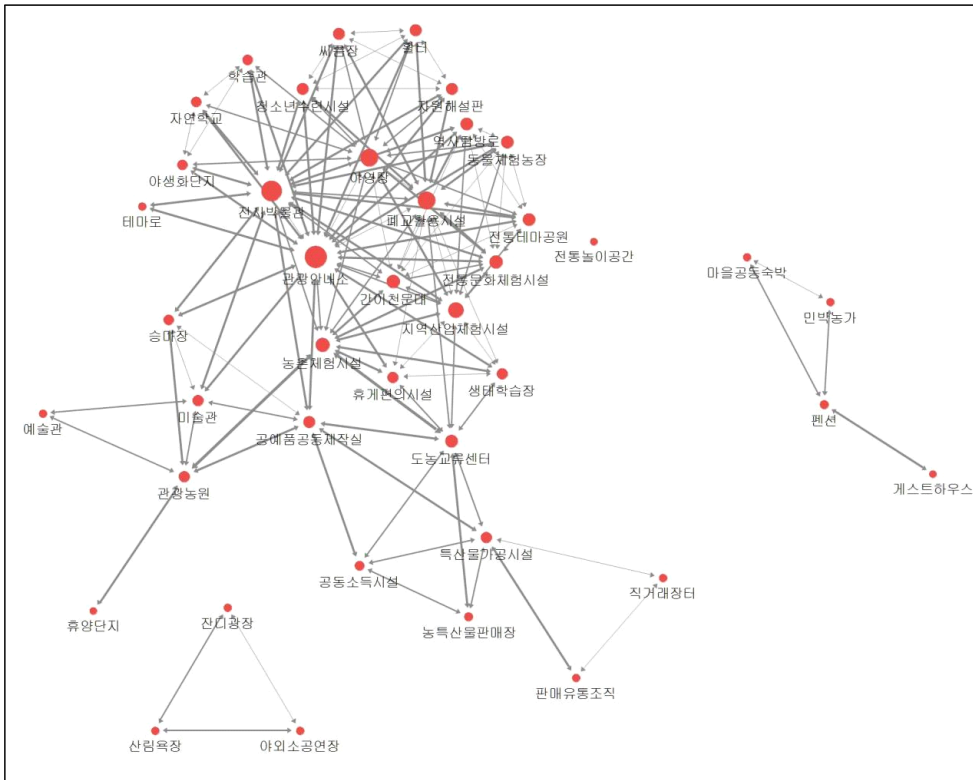 씨름장
활터
학습관
청소년수련시설
자원해설판
자연학교
역사탐방로
동물체험농장
야영장
야생화단지
전시박물관
폐교활용시설
테마로
전통테마공원
전통놀이공간
마을공동숙박
관광안내소
전통문화체험시설
간이천문대
민박농가
지역산업체험시설
승마장
농촌체험시설
휴게편의시설
생태학습장
미술관
예술관
공예품공동제작실
펜션
도농교류센터
관광농원
게스트하우스
특산물가공시설
공동소득시설
직거래장터
휴양단지
잔디광장
농특산물판매장
판매유통조직
산림욕장
야외소공연장